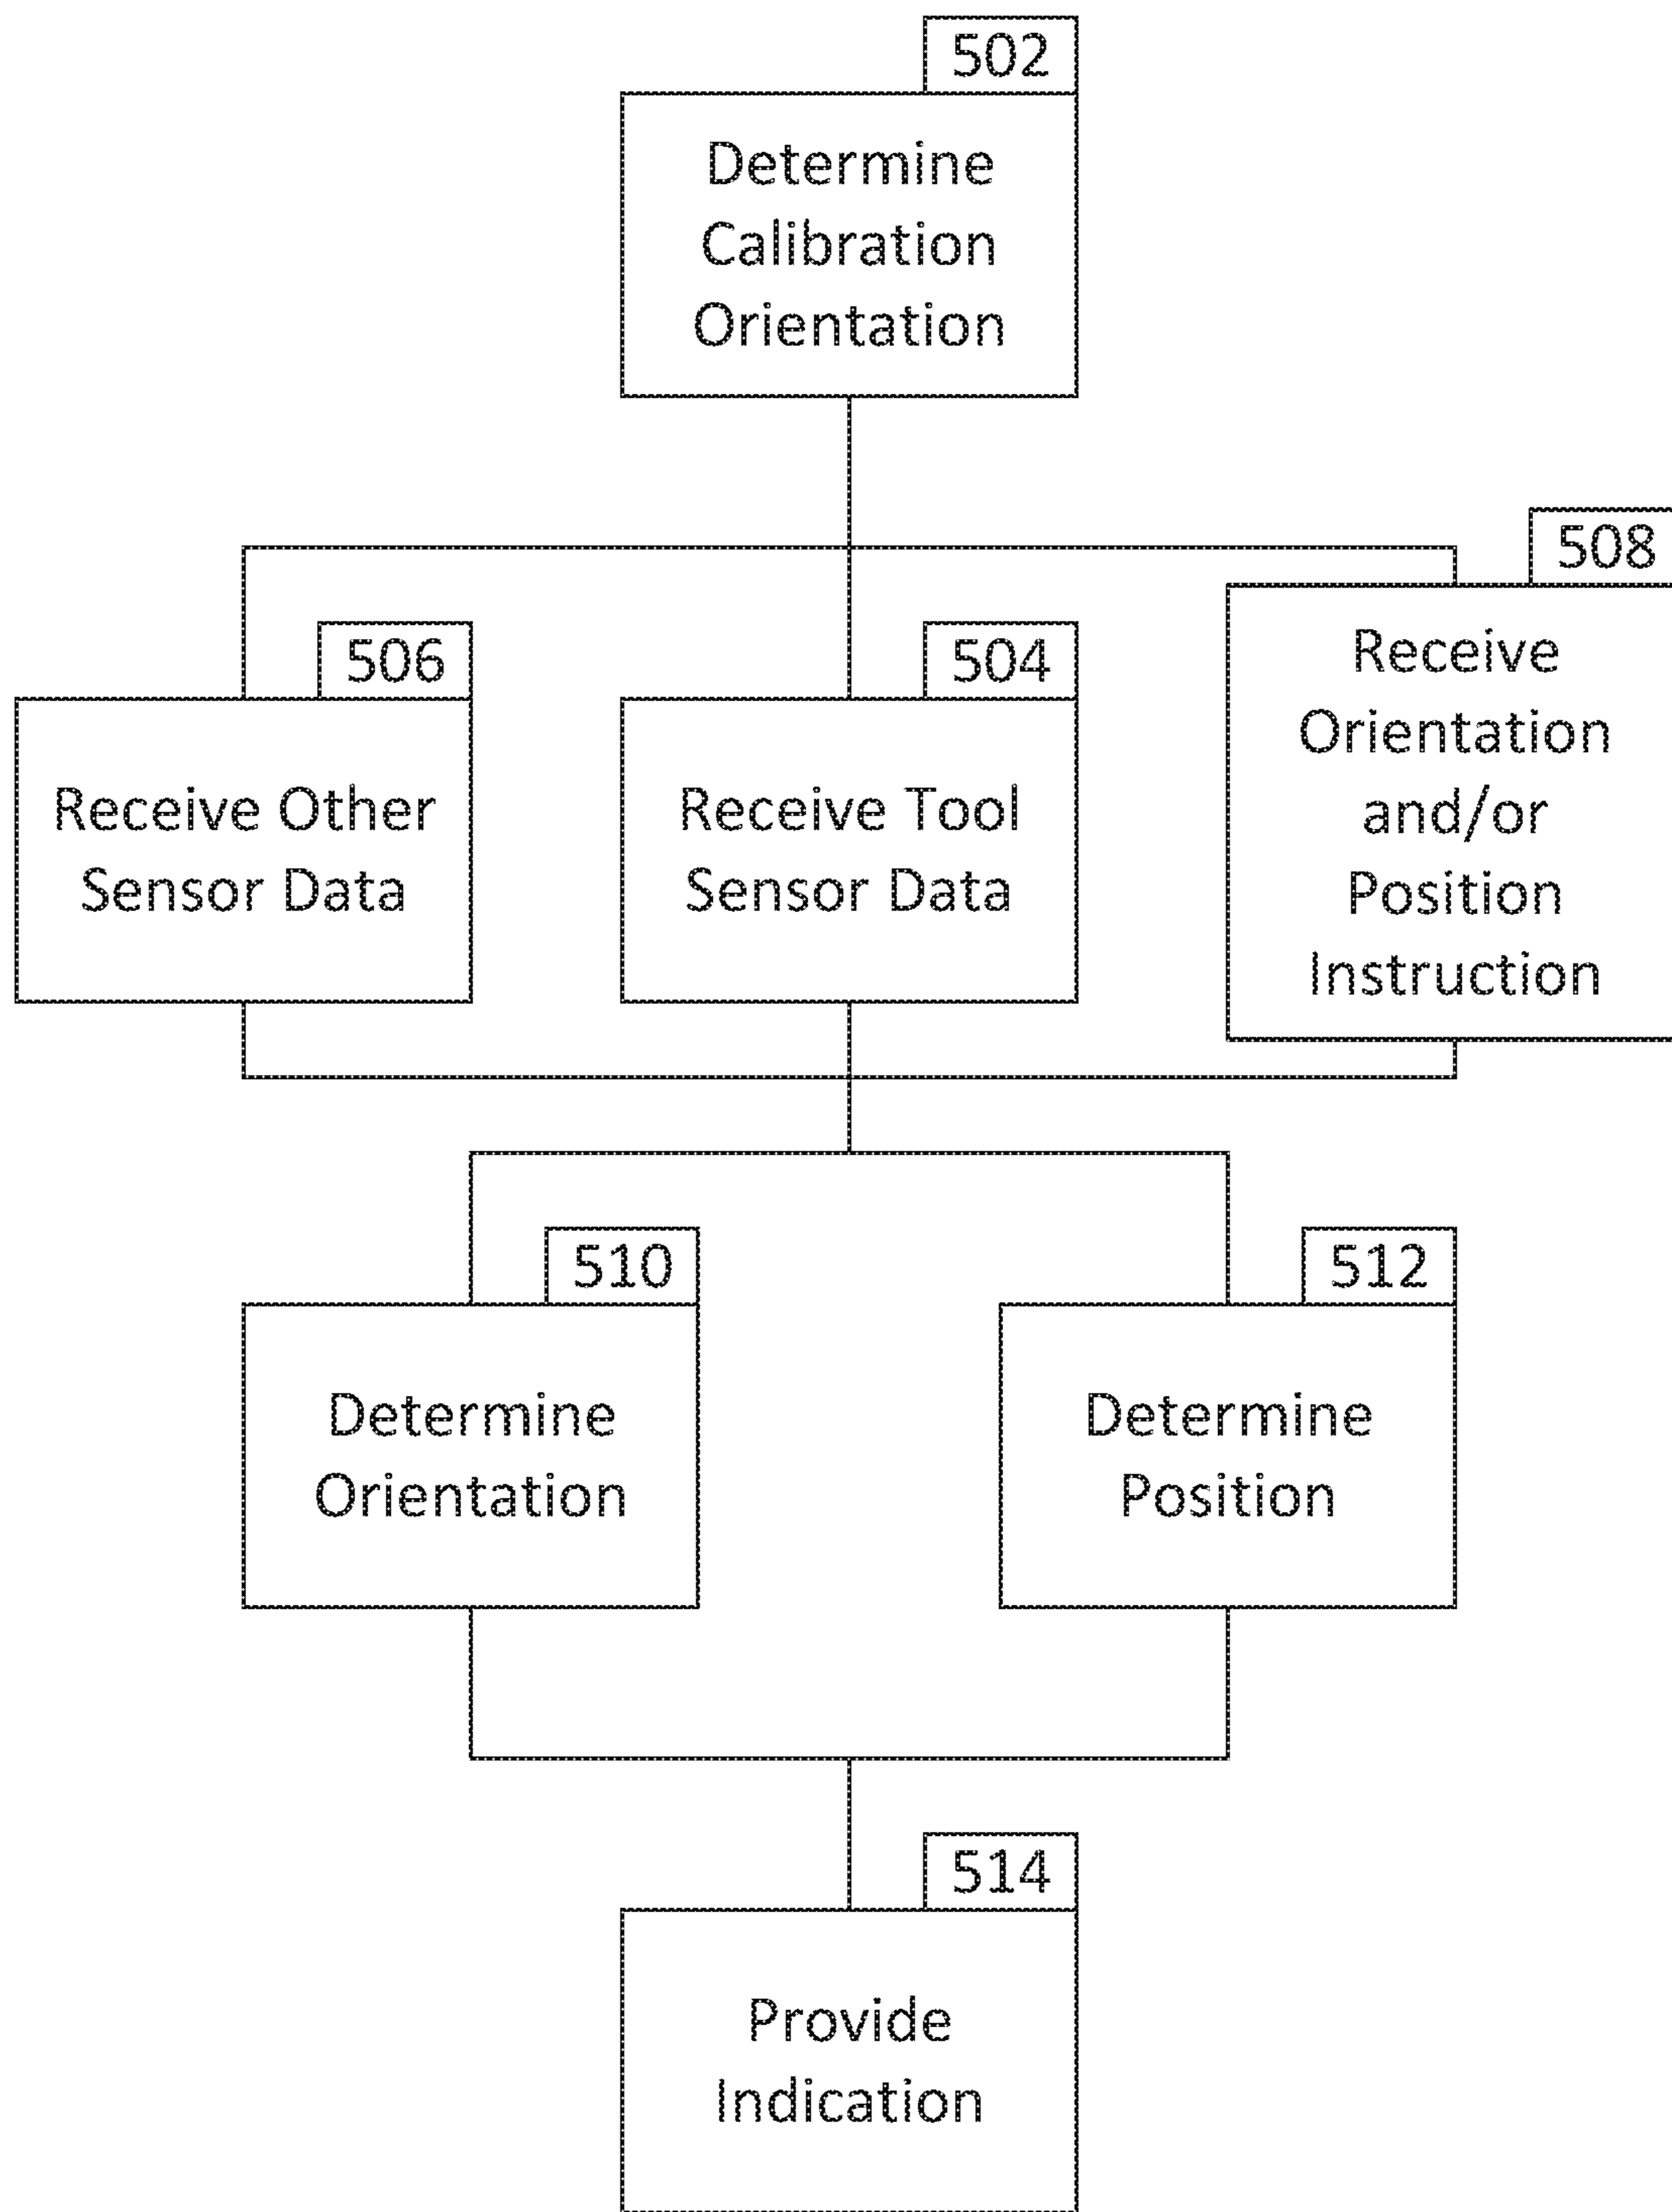 502
Determine
Calibration
Orientation
506
Receive Other
Sensor Data
504
Receive Tool
Sensor Data
508
Receive
Orientation
and/or
Position
Instruction
510
Determine
Orientation
512
Determine
Position
514
Provide
Indication